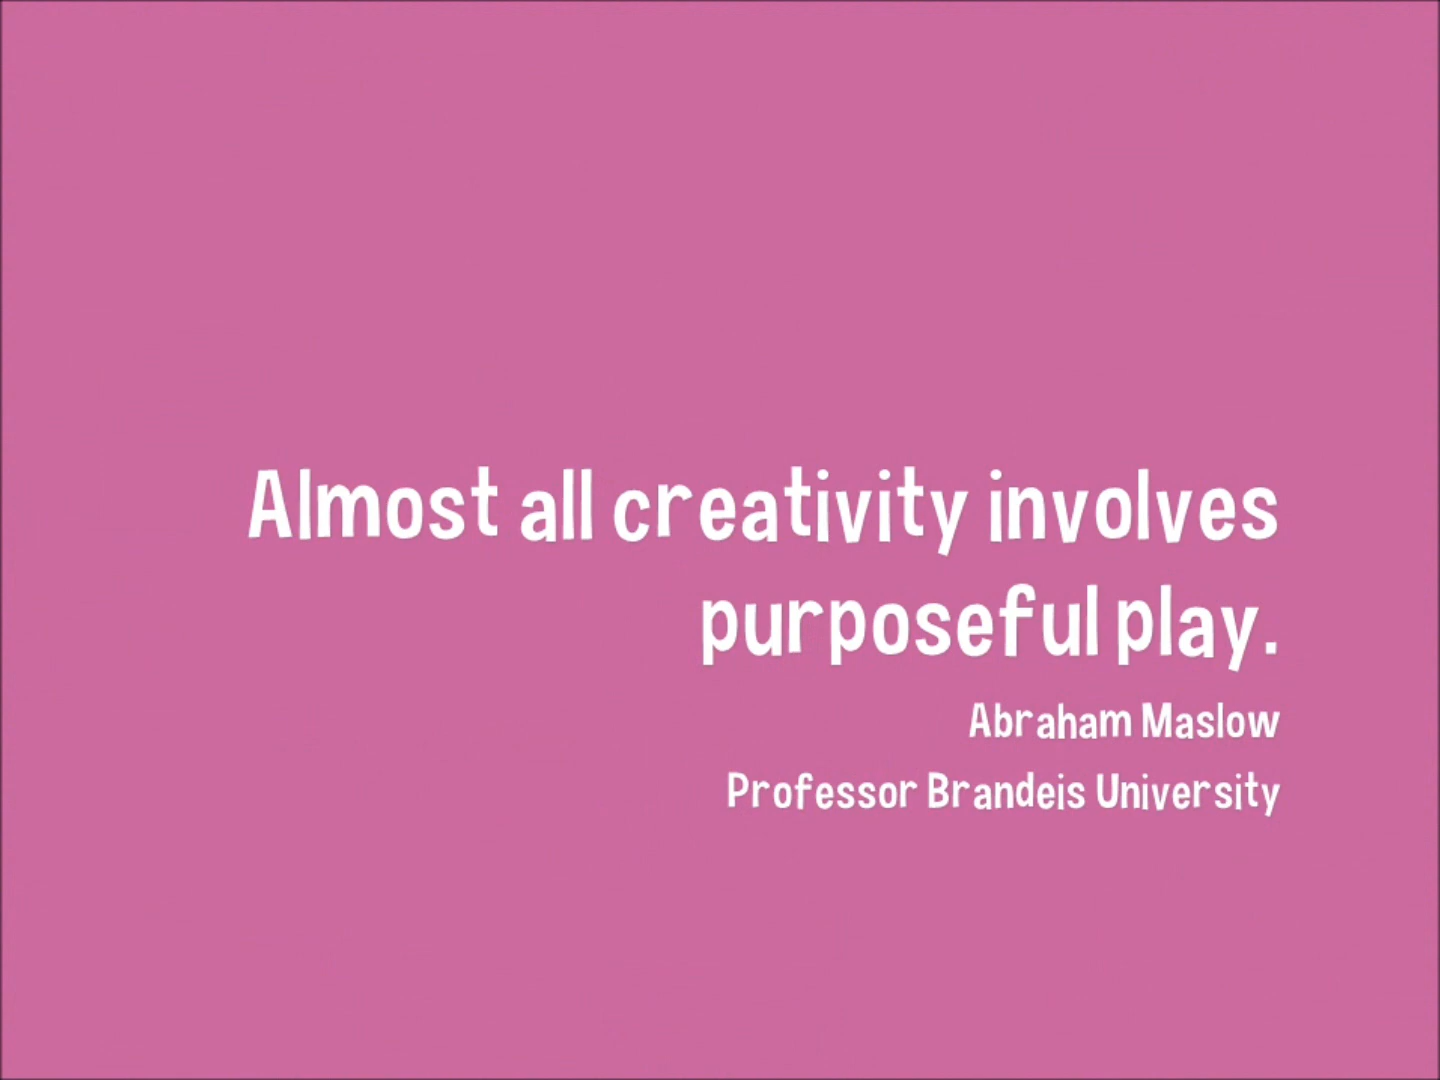 Almost all creativity involves
purposeful play.
Abraham Maslow
Professor Brandeis University